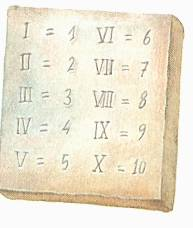 I = 1 VI = 6
II = 2 VII = 7
III = 3 VIII = 8
IV = 4 IX = 9
V = 5 X = 10